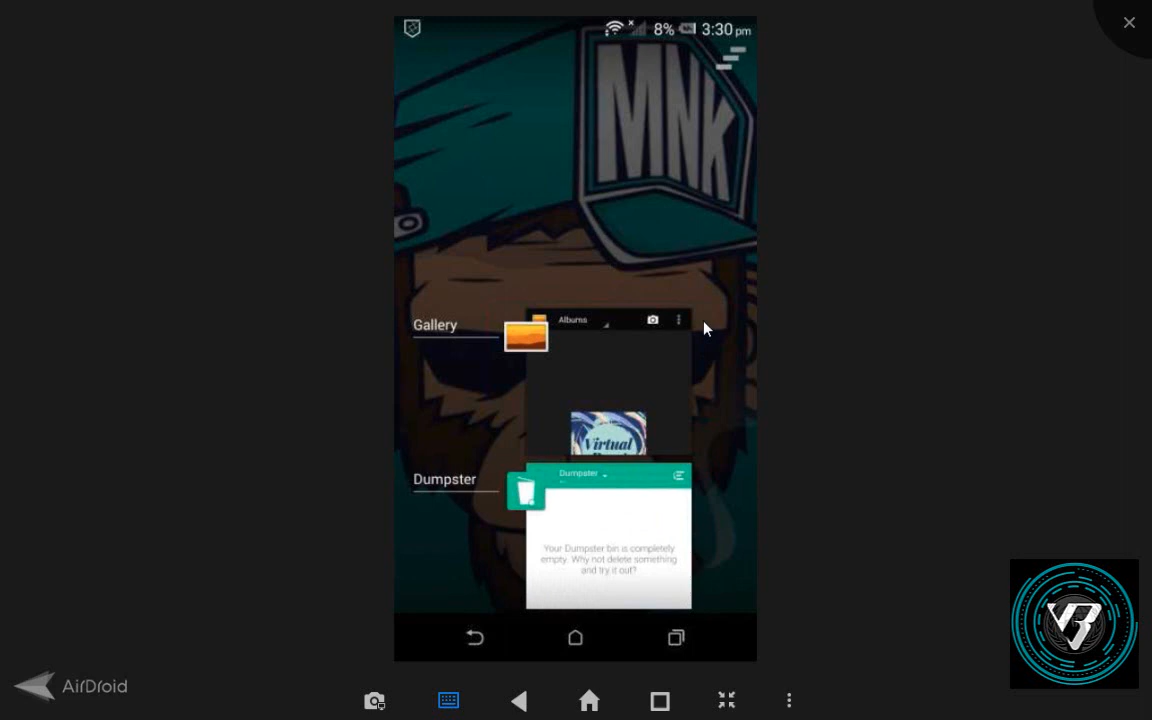 8% 3:30 pm
MNK
Gallery
Albums
Virtual
Dumpster
Dumpster
Your Dumpster bin is completely
empty. Why not delete something
and try it out?
AirDroid